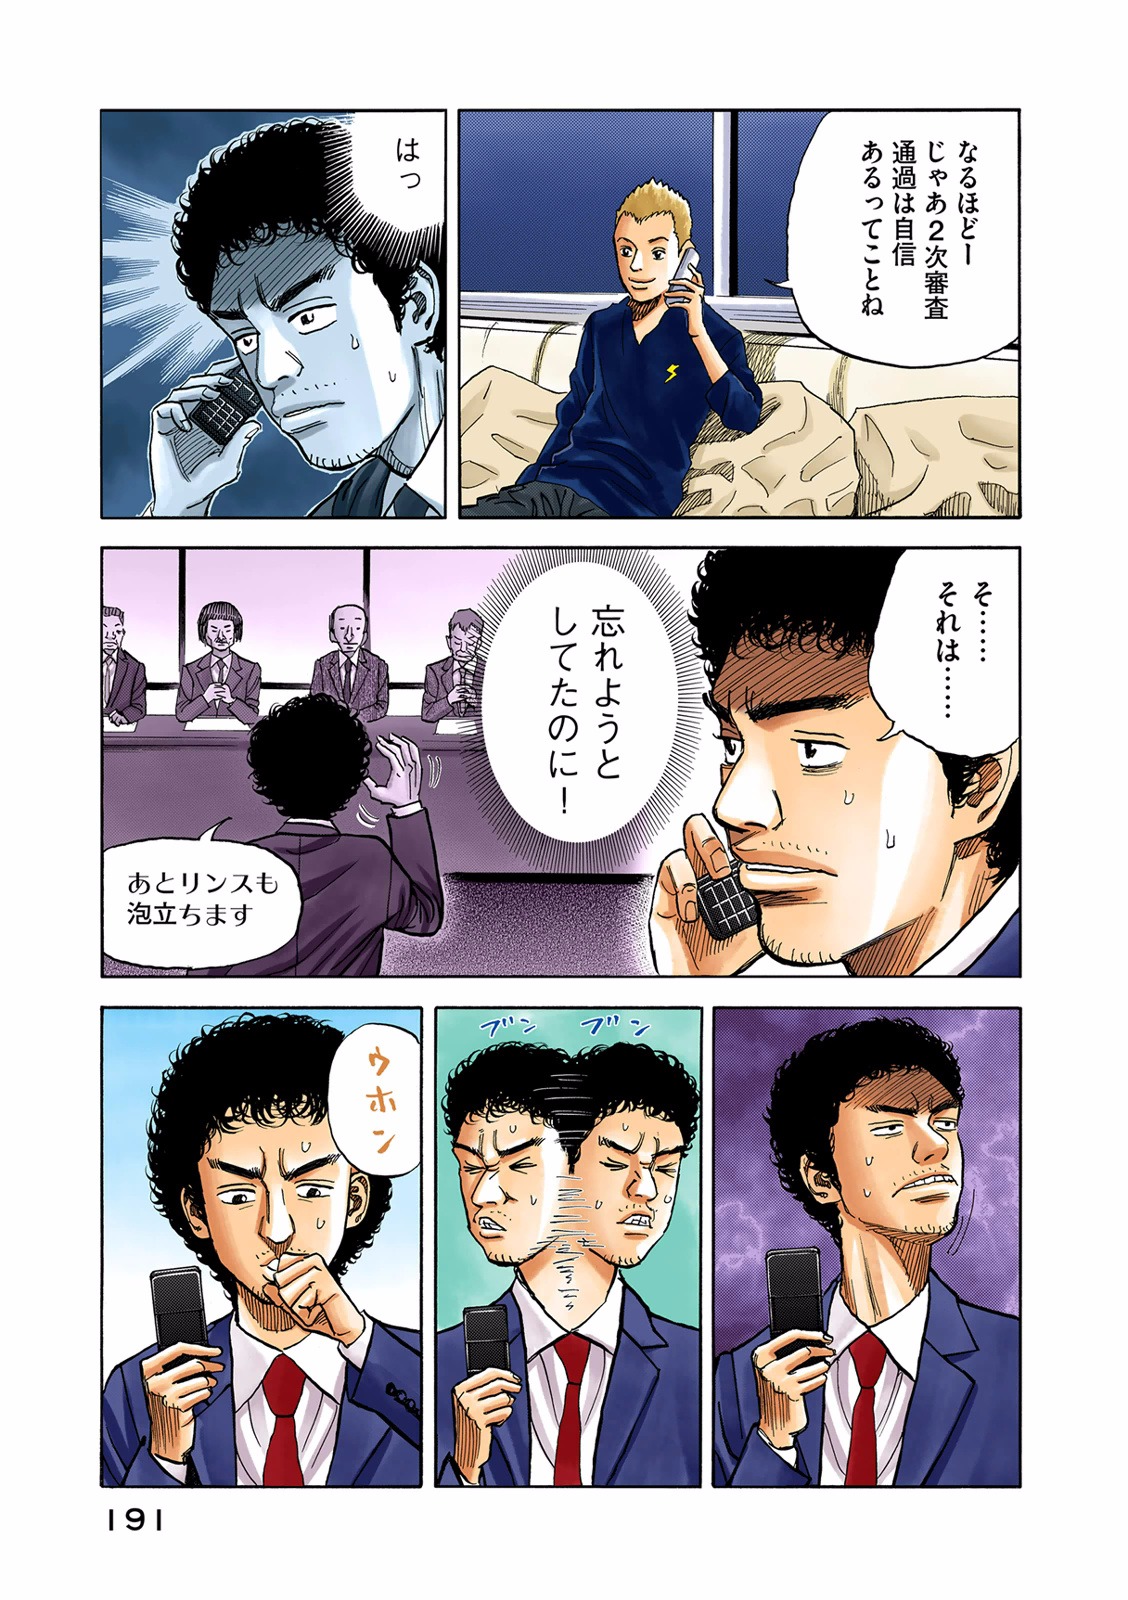 なるほどー
じゃあ2次審査
通過は自信
あるってことね
はっ
そ……
それは……
忘れようと
してたのに！
あとリンスも
泡立ちます
ブン
ブン
ウホン
191